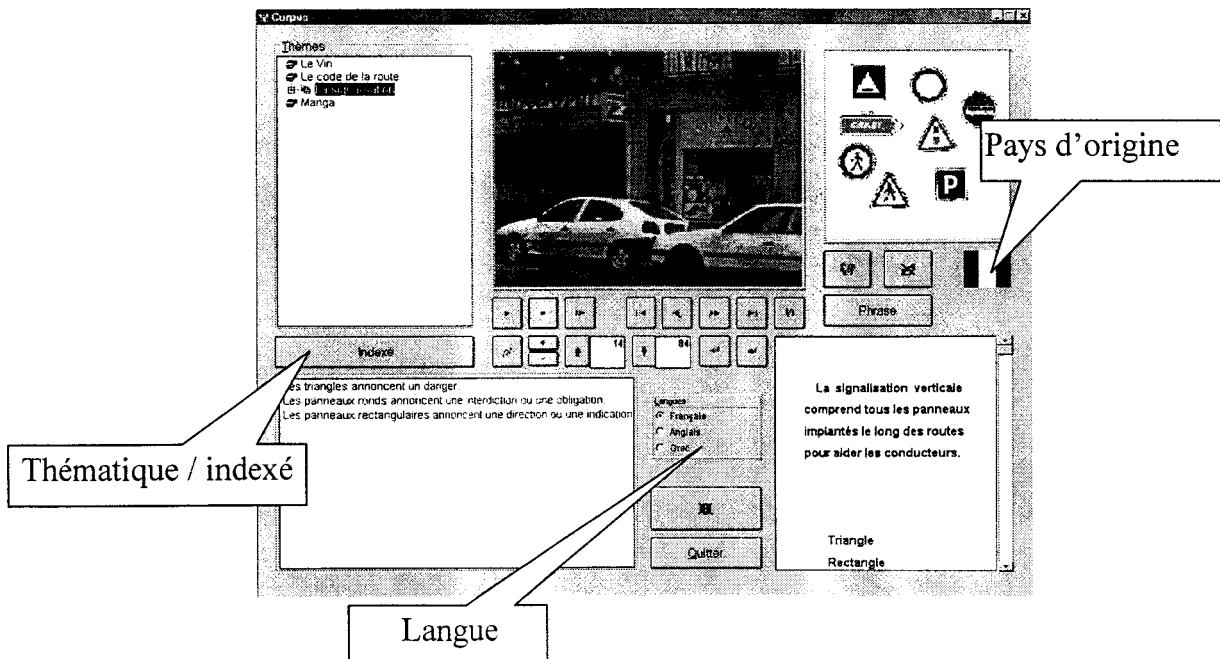 Corpus
Thèmes
Le Vin
Le code de la route
La signalisation
Manga
P
Pays d'origine
Phrase
Indexé
14
84
Les triangles annoncent un danger.
Les panneaux ronds annoncent une interdiction ou une obligation.
Les panneaux rectangulaires annoncent une direction ou une indication
Langues
Français
Anglais
Grec
La signalisation verticale
comprend tous les panneaux
implantés le long des routes
pour aider les conducteurs.
Thématique / indexé
Quitter
Triangle
Rectangle
Langue